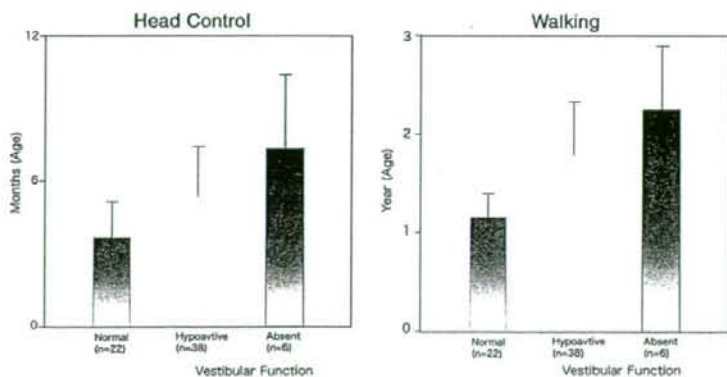 Head Control
12
6
0
Months (Age)
Normal
(n=22)
Hypoavtive
(n=38)
Absent
(n=6)
Vestibular Function
Walking
3
2
1
0
Year (Age)
Normal
(n=22)
Hypoavtive
(n=38)
Absent
(n=6)
Vestibular Function